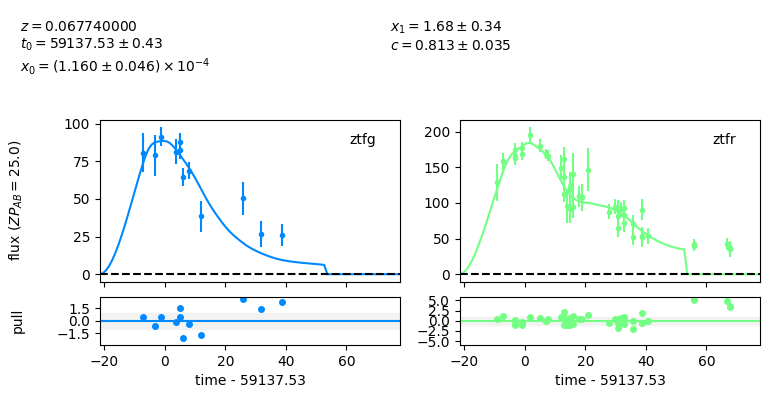 z = 0.067740000
t₀ = 59137.53 ± 0.43
x₀ = (1.160 ± 0.046) × 10⁻⁴
x₁ = 1.68 ± 0.34
c = 0.813 ± 0.035
flux (ZP_AB = 25.0)
100
75
50
25
0
ztfg
200
150
100
50
0
ztfr
pull
1.5
0.0
−1.5
−20
0
20
40
60
time - 59137.53
5.0
2.5
0.0
−2.5
−5.0
−20
0
20
40
60
time - 59137.53